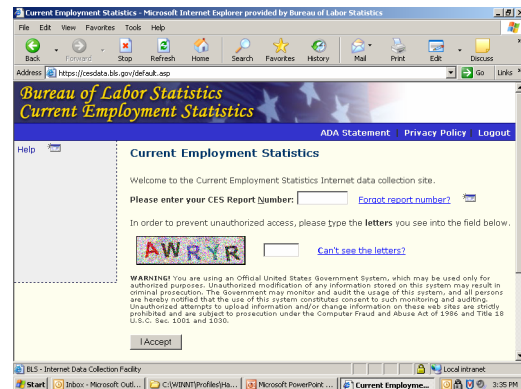 Current Employment Statistics - Microsoft Internet Explorer provided by Bureau of Labor Statistics
File Edit View Favorites Tools Help
Back Forward Stop Refresh Home Search Favorites History Mail Print Edit Discuss
Address https://cesdata.bls.gov/default.asp Go Links
Bureau of Labor Statistics
Current Employment Statistics
ADA Statement Privacy Policy Logout
Help
Current Employment Statistics
Welcome to the Current Employment Statistics Internet data collection site.
Please enter your CES Report Number: Forgot report number?
In order to prevent unauthorized access, please type the letters you see into the field below.
AWRYR Can't see the letters?
WARNING! You are using an Official United States Government System, which may be used only for
authorized purposes. Unauthorized modification of any information stored on this system may result in
criminal prosecution. The Government may monitor and audit the usage of this system, and all persons
are hereby notified that the use of this system constitutes consent to such monitoring and auditing.
Unauthorized attempts to upload information and/or change information on these web sites are strictly
prohibited and are subject to prosecution under the Computer Fraud and Abuse Act of 1986 and Title 18
U.S.C. Sec. 1001 and 1030.
I Accept
BLS - Internet Data Collection Facility Local intranet
Start Inbox - Microsoft Outl... C:\WINNT\Profiles\Ha... Microsoft PowerPoint ... Current Employme... 3:35 PM